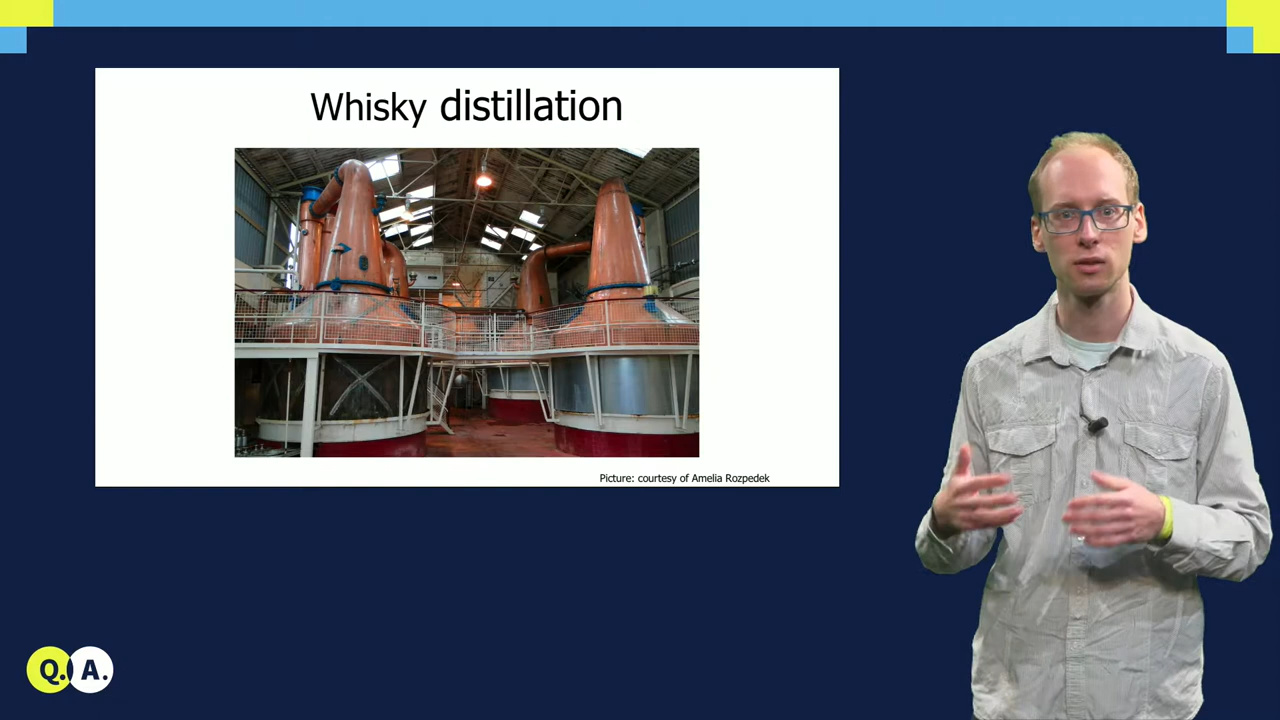 Whisky distillation
Picture: courtesy of Amelia Rozpedek
Q. A.